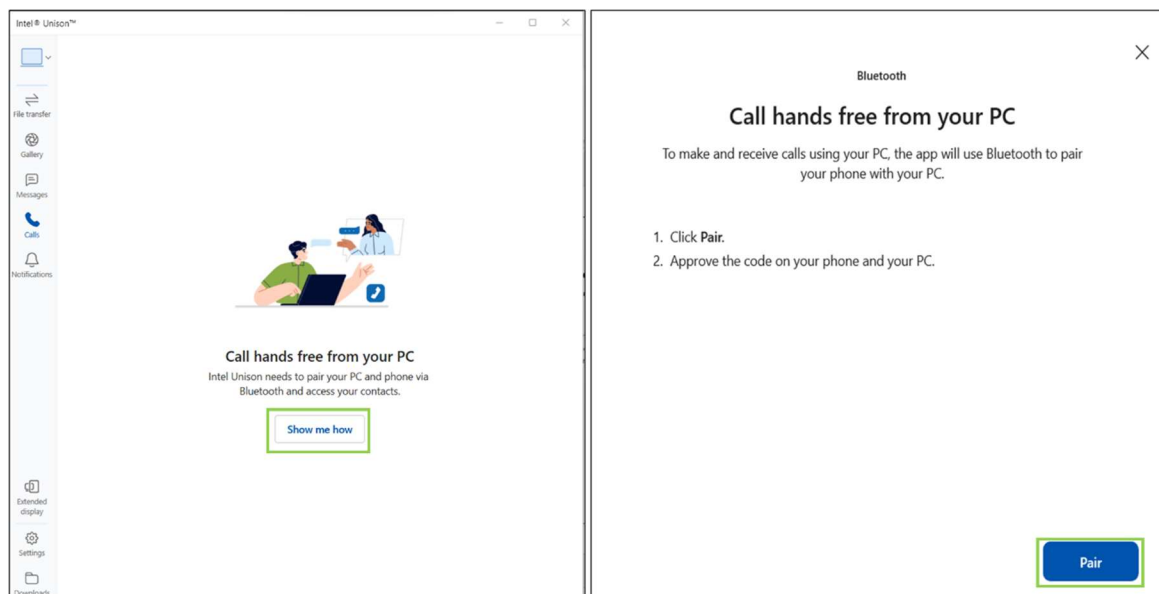 Intel® Unison™
File transfer
Gallery
Messages
Calls
Notifications
Call hands free from your PC
Intel Unison needs to pair your PC and phone via
Bluetooth and access your contacts.
Show me how
Extended
display
Settings
Downloads
Bluetooth
Call hands free from your PC
To make and receive calls using your PC, the app will use Bluetooth to pair
your phone with your PC.
1. Click Pair.
2. Approve the code on your phone and your PC.
Pair